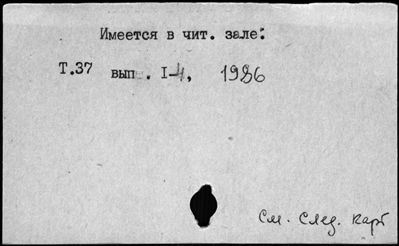 Имеется в чит. зале:
Т.37 вып. I-4, 1986
См. след. карт